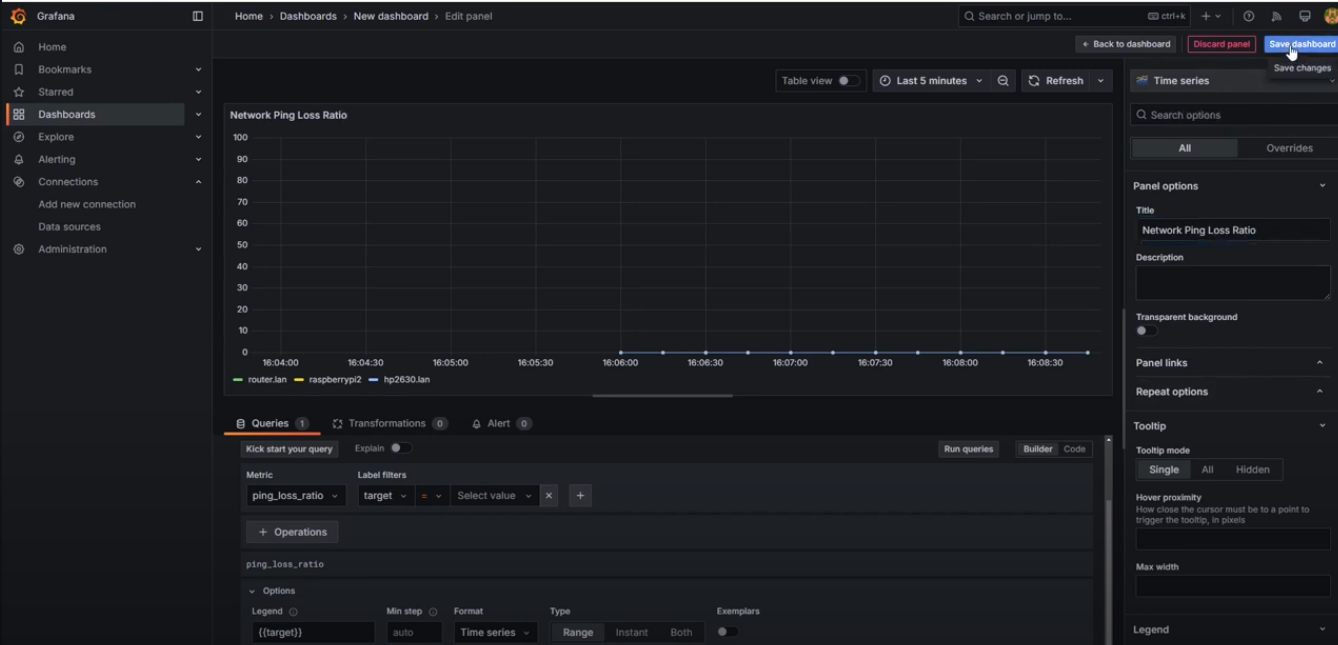 Grafana
Home › Dashboards › New dashboard › Edit panel
Search or jump to...
ctrl+k
Back to dashboard
Discard panel
Save dashboard
Save changes
Home
Bookmarks
Starred
Dashboards
Explore
Alerting
Connections
Add new connection
Data sources
Administration
Table view
Last 5 minutes
Refresh
Network Ping Loss Ratio
100
90
80
70
60
50
40
30
20
10
0
16:04:00 16:04:30 16:05:00 16:05:30 16:06:00 16:06:30 16:07:00 16:07:30 16:08:00 16:08:30
router.lan raspberrypi2 hp2630.lan
Queries 1 Transformations 0 Alert 0
Kick start your query Explain Run queries Builder Code
Metric Label filters
ping_loss_ratio target = Select value × +
+ Operations
ping_loss_ratio
Options
Legend Min step Format Type Exemplars
{{target}} auto Time series Range Instant Both
Time series
Search options
All Overrides
Panel options
Title
Network Ping Loss Ratio
Description
Transparent background
Panel links
Repeat options
Tooltip
Tooltip mode
Single All Hidden
Hover proximity
How close the cursor must be to a point to
trigger the tooltip, in pixels
Max width
Legend